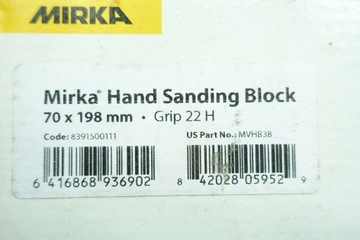 MIRKA
Mirka® Hand Sanding Block
70 x 198 mm • Grip 22 H
Code: 8391500111 US Part No.: MVHB3B
6 416868 936902 8 42028 05952 9